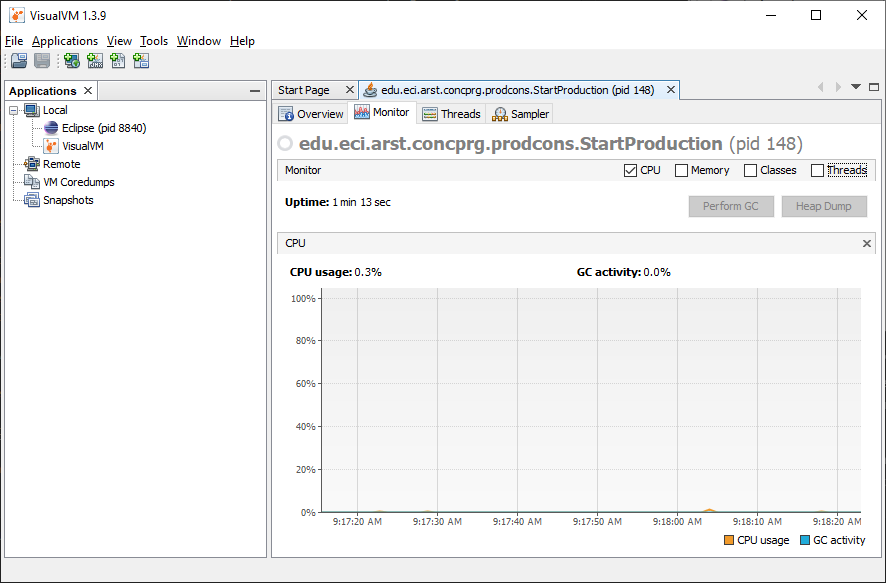 VisualVM 1.3.9
File Applications View Tools Window Help
Applications
Local
Eclipse (pid 8840)
VisualVM
Remote
VM Coredumps
Snapshots
Start Page
edu.eci.arst.concprg.prodcons.StartProduction (pid 148)
Overview Monitor Threads Sampler
edu.eci.arst.concprg.prodcons.StartProduction (pid 148)
Monitor CPU Memory Classes Threads
Uptime: 1 min 13 sec Perform GC Heap Dump
CPU
CPU usage: 0.3% GC activity: 0.0%
100%
80%
60%
40%
20%
0%
9:17:20 AM 9:17:30 AM 9:17:40 AM 9:17:50 AM 9:18:00 AM 9:18:10 AM 9:18:20 AM
CPU usage GC activity